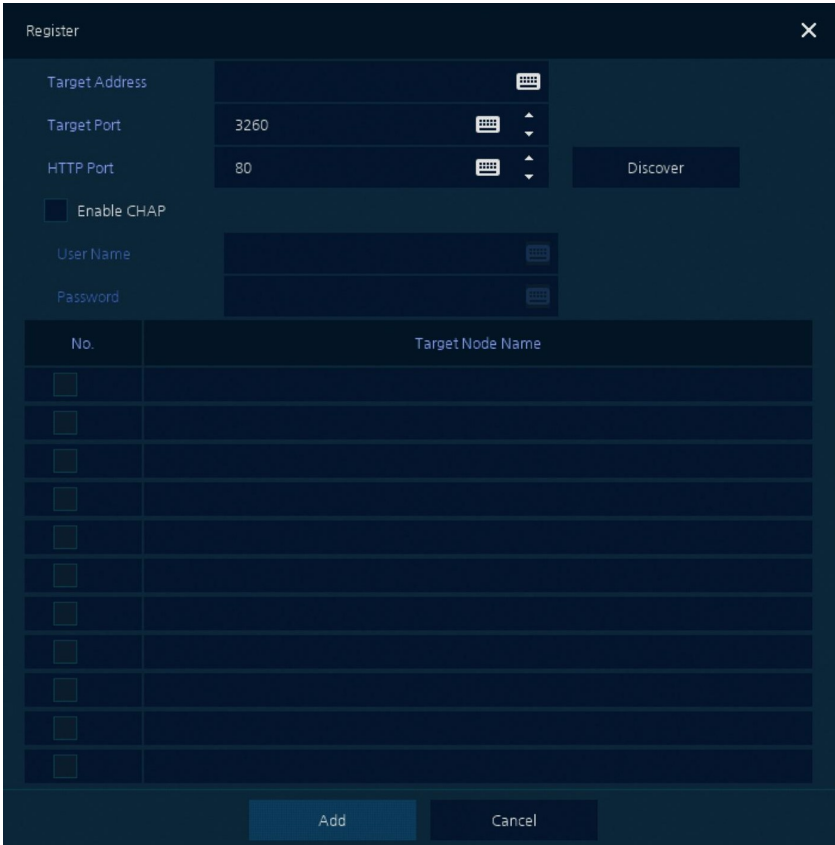 Register
Target Address
Target Port 3260
HTTP Port 80 Discover
Enable CHAP
User Name
Password
No. Target Node Name
Add Cancel